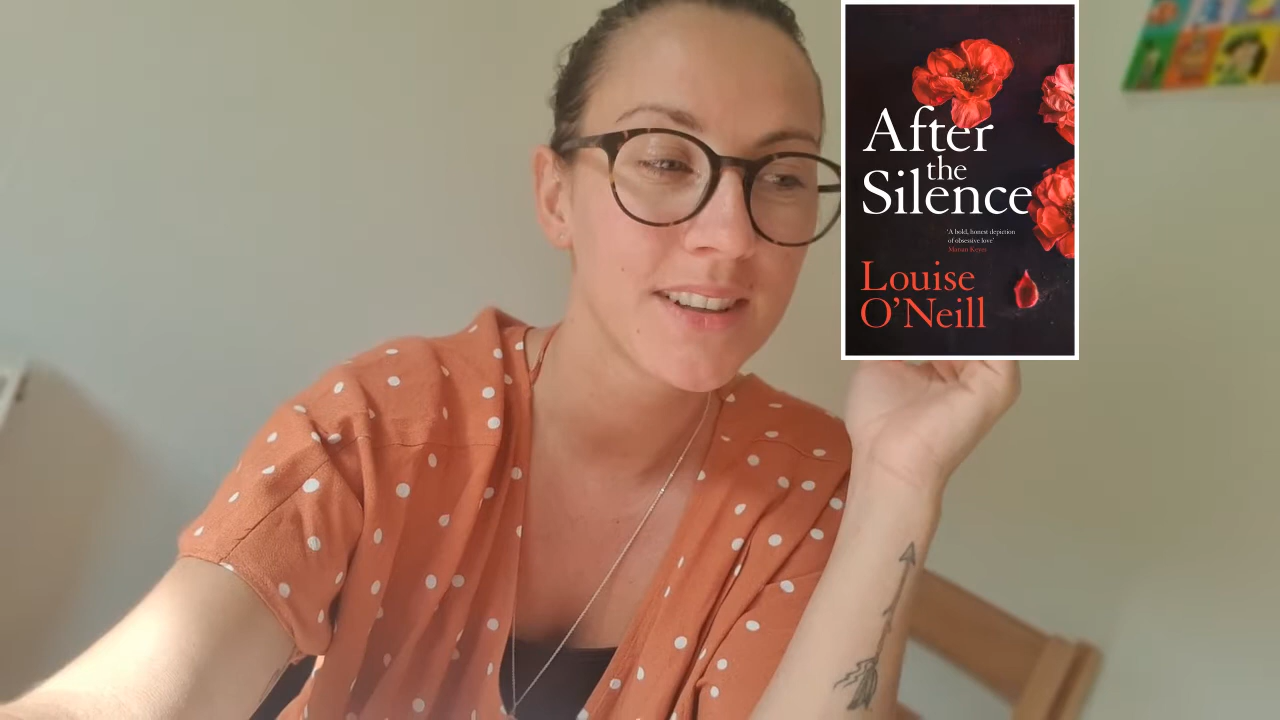 After
the
Silence
'A bold, honest depiction
of obsessive love'
Marian Keyes
Louise
O'Neill